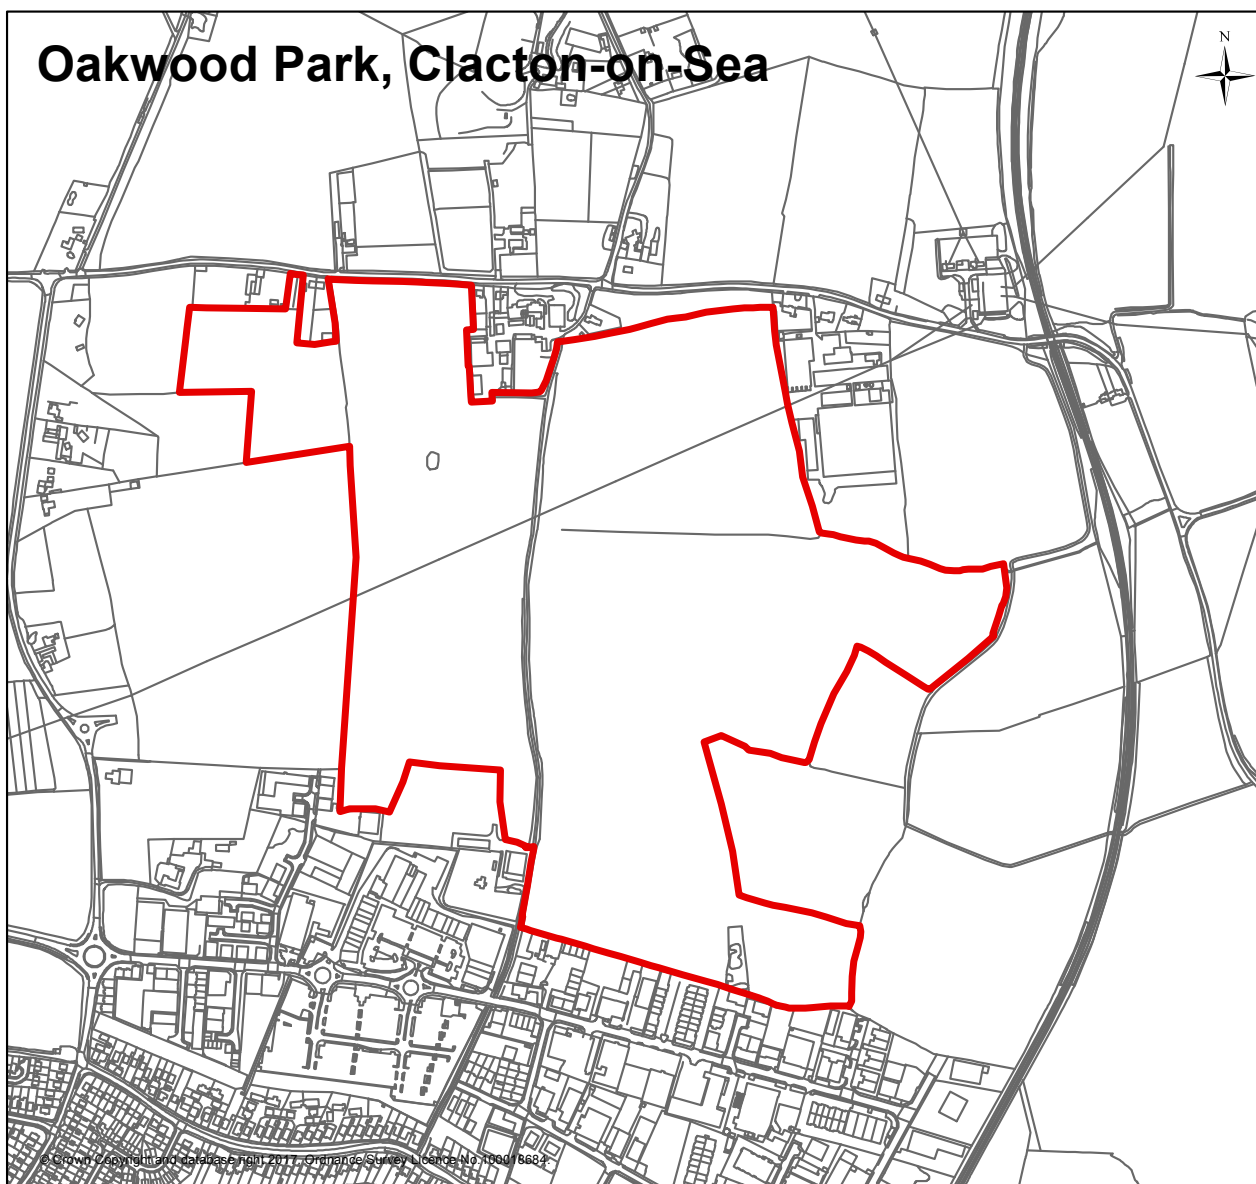 Oakwood Park, Clacton-on-Sea
N
© Crown Copyright and database right 2017. Ordnance Survey Licence No.100018684.